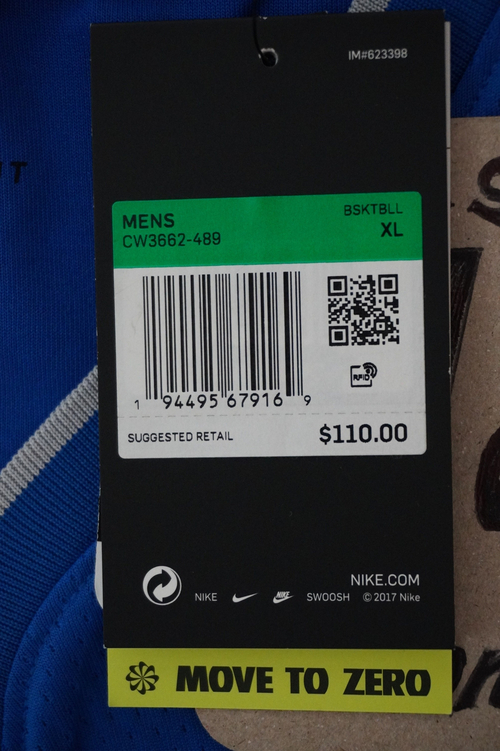 IM#623398
MENS
BSKTBLL
CW3662-489
XL
RFID
1 94495 67916 9
SUGGESTED RETAIL $110.00
NIKE.COM
NIKE NIKE SWOOSH © 2017 Nike
MOVE TO ZERO